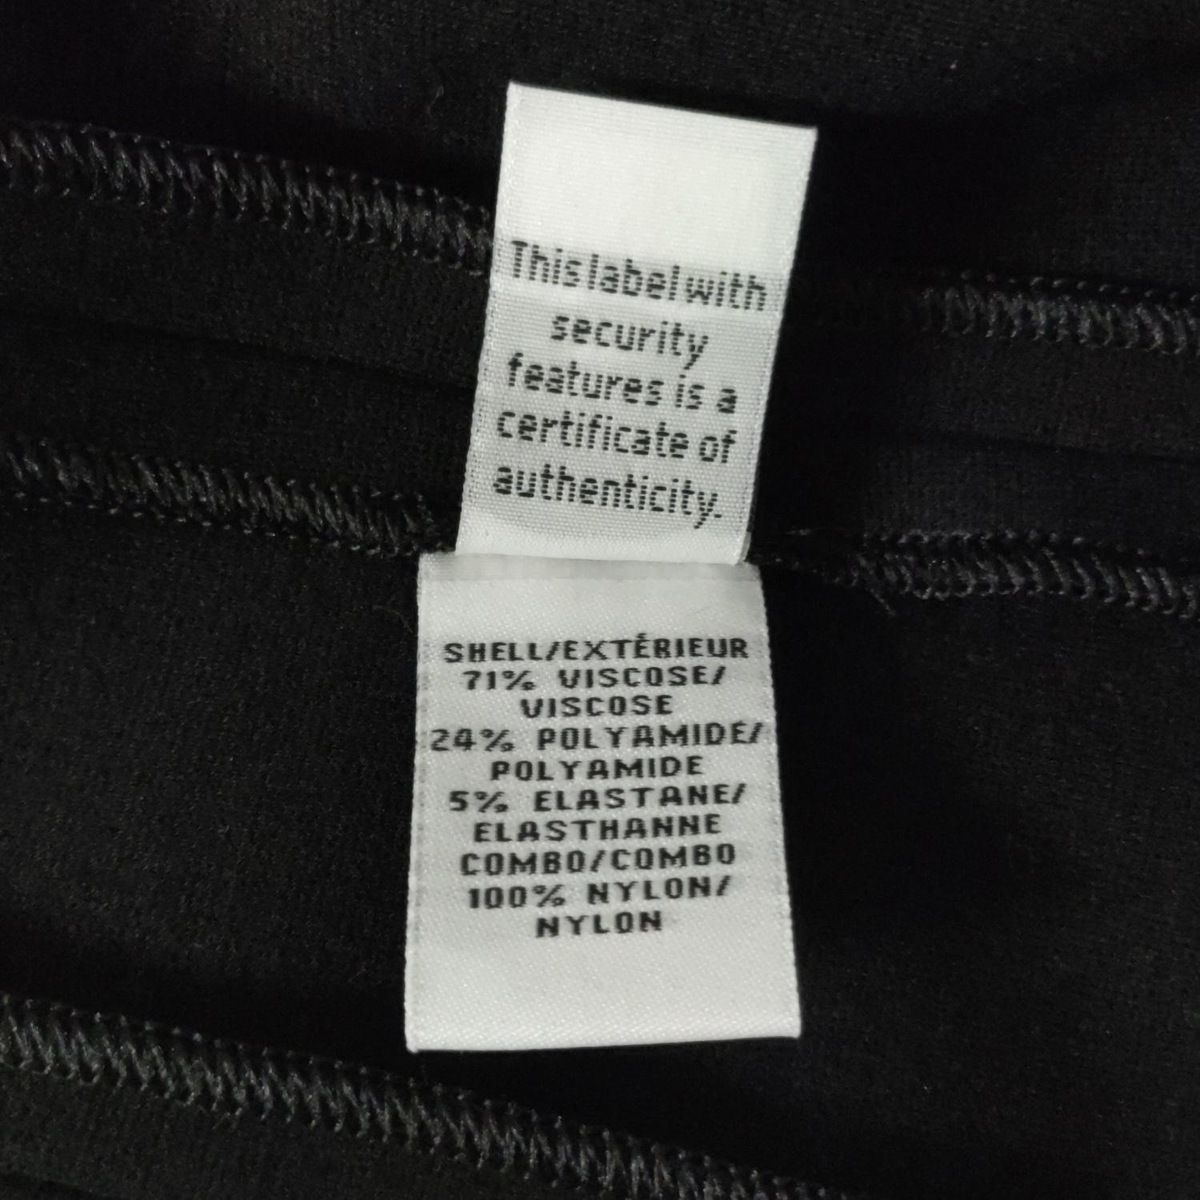 This label with
security
features is a
certificate of
authenticity.
SHELL/EXTÉRIEUR
71% VISCOSE/
VISCOSE
24% POLYAMIDE/
POLYAMIDE
5% ELASTANE/
ELASTHANNE
COMBO/COMBO
100% NYLON/
NYLON